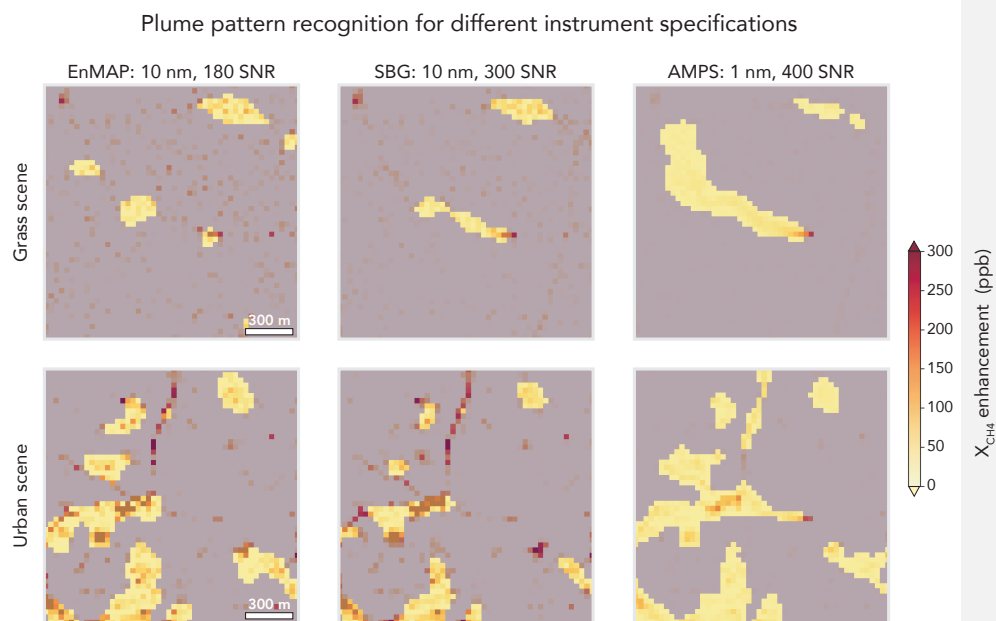 Plume pattern recognition for different instrument specifications
EnMAP: 10 nm, 180 SNR
SBG: 10 nm, 300 SNR
AMPS: 1 nm, 400 SNR
Grass scene
300 m
Urban scene
300 m
300
250
200
150
100
50
0
XCH4 enhancement (ppb)